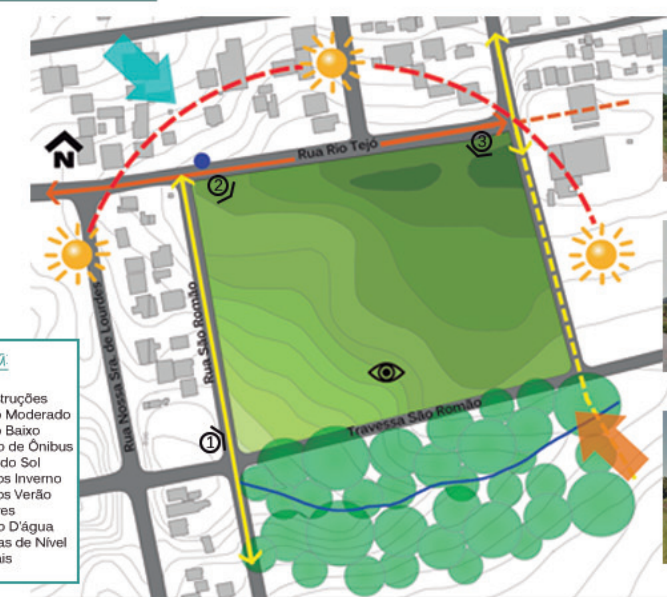 N
Rua Rio Tejó
2
3
Rua São Romão
Rua Nossa Sra. de Lourdes
1
Travessa São Romão
struções
Moderado
Baixo
de Ônibus
do Sol
os Inverno
os Verão
res
D'água
as de Nível
ais